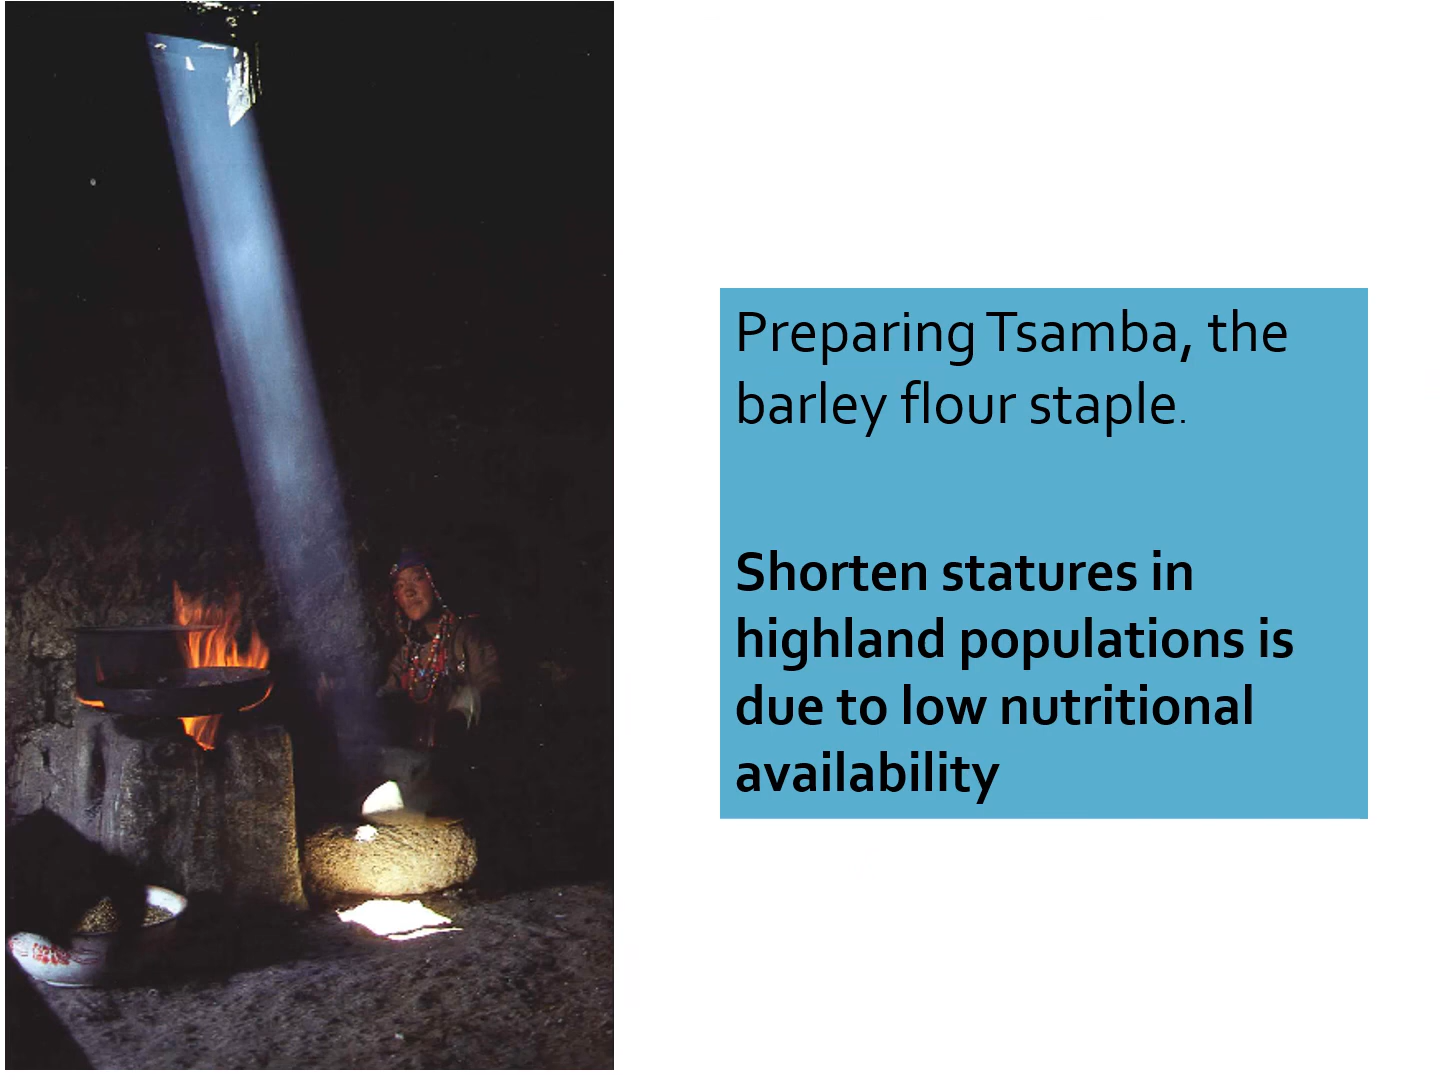 Preparing Tsamba, the
barley flour staple.
Shorten statures in
highland populations is
due to low nutritional
availability